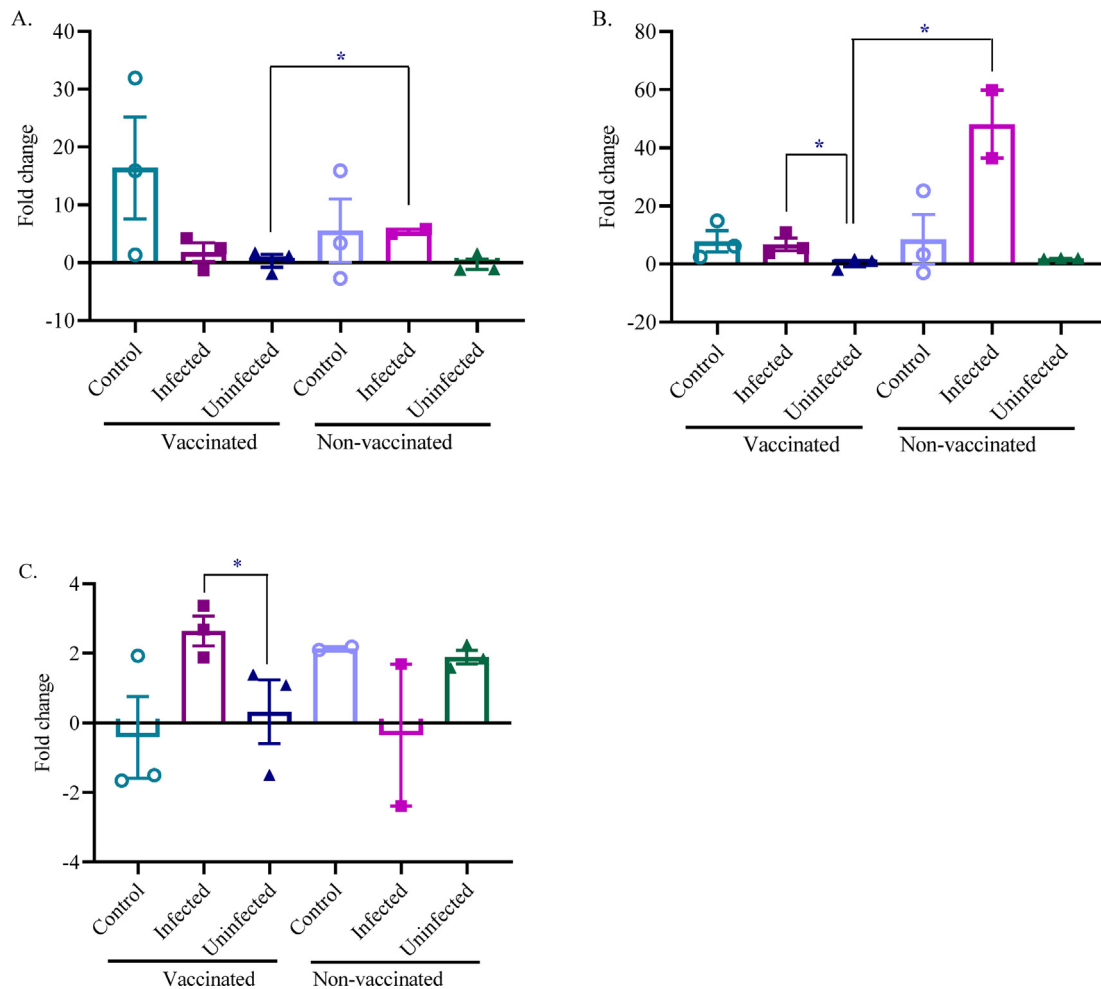 A.
40
30
20
10
0
-10
Fold change
*
Control
Infected
Uninfected
Control
Infected
Uninfected
Vaccinated
Non-vaccinated
B.
80
60
40
20
0
-20
Fold change
*
*
Control
Infected
Uninfected
Control
Infected
Uninfected
Vaccinated
Non-vaccinated
C.
4
2
0
-2
-4
Fold change
*
Control
Infected
Uninfected
Control
Infected
Uninfected
Vaccinated
Non-vaccinated